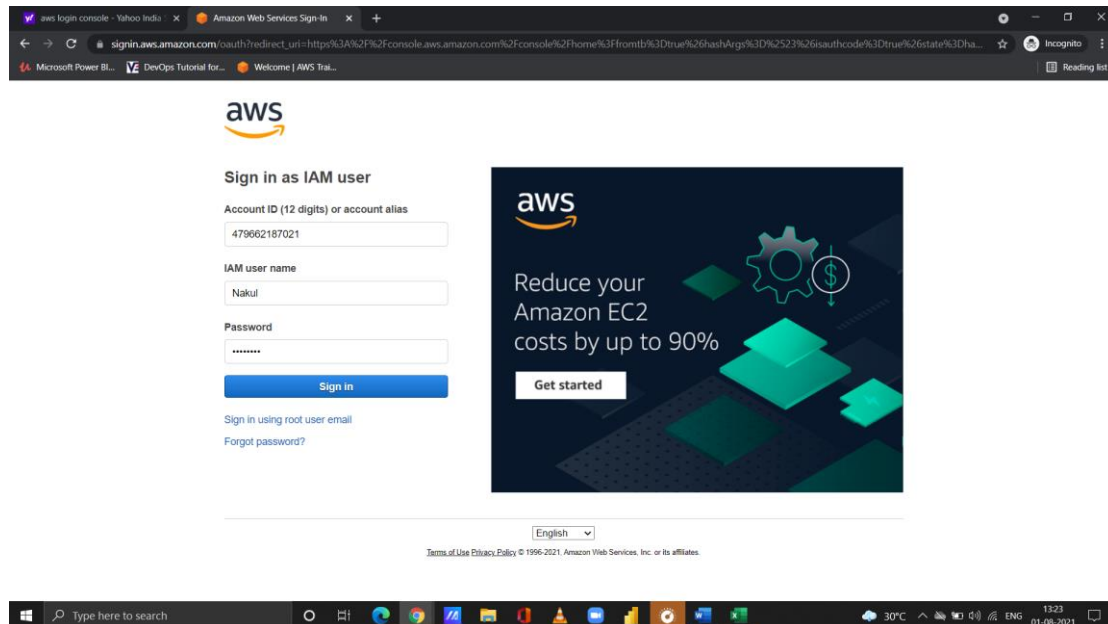 aws login console - Yahoo India
Amazon Web Services Sign-In
signin.aws.amazon.com/oauth?redirect_uri=https%3A%2F%2Fconsole.aws.amazon.com%2Fconsole%2Fhome%3Ffromtb%3Dtrue%26hashArgs%3D%2523%26isauthcode%3Dtrue%26state%3Dha...
Incognito
Microsoft Power BI...
DevOps Tutorial for...
Welcome | AWS Trai...
Reading list
aws
Sign in as IAM user
Account ID (12 digits) or account alias
479662187021
IAM user name
Nakul
Password
••••••••
Sign in
Sign in using root user email
Forgot password?
aws
Reduce your
Amazon EC2
costs by up to 90%
Get started
English
Terms of Use Privacy Policy © 1996-2021, Amazon Web Services, Inc. or its affiliates.
Type here to search
30°C
ENG
13:23
01-08-2021